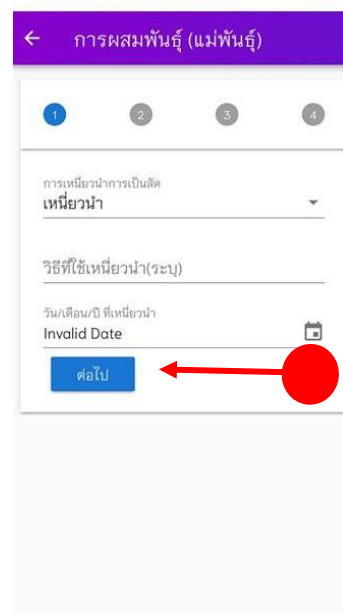 การผสมพันธุ์ (แม่พันธุ์)
1 2 3 4
การเหนี่ยวนำการเป็นสัด
เหนี่ยวนำ
วิธีที่ใช้เหนี่ยวนำ(ระบุ)
วัน/เดือน/ปี ที่เหนี่ยวนำ
Invalid Date
ต่อไป